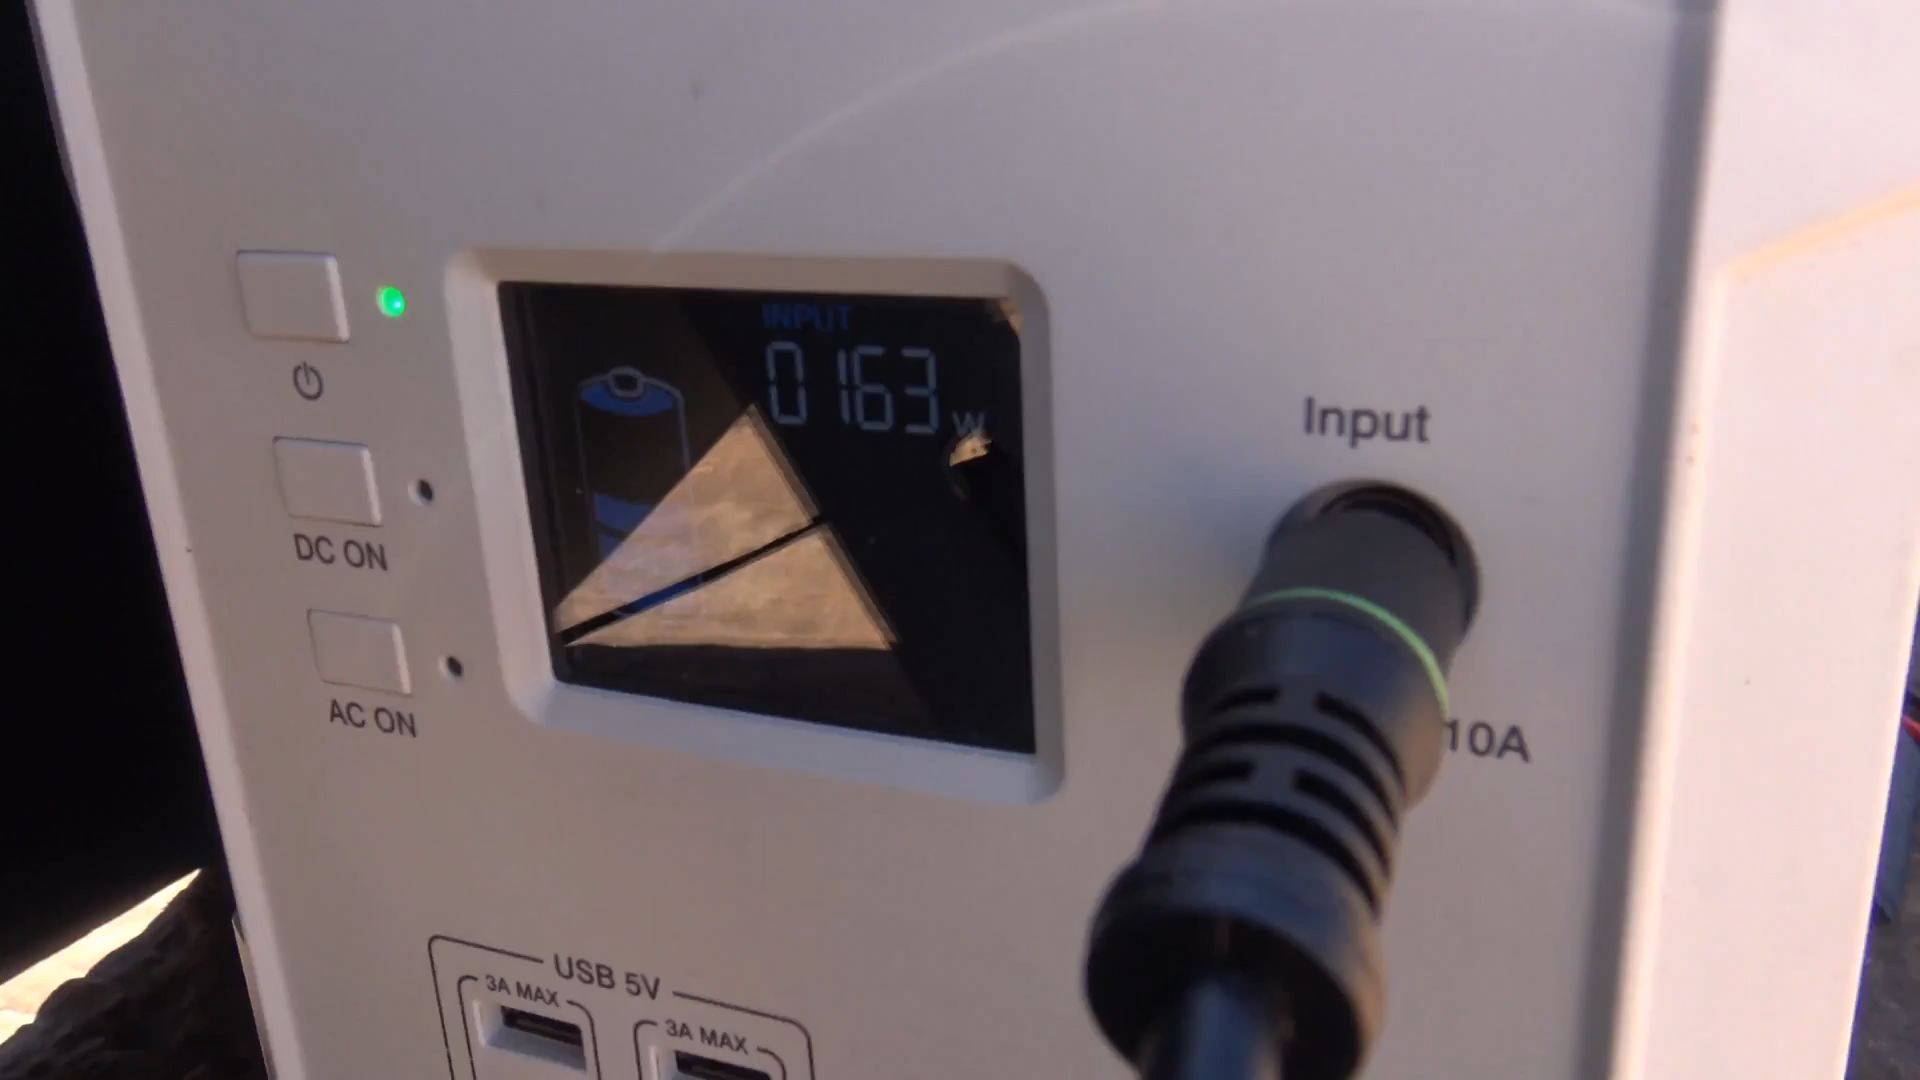 INPUT
0163 W
Input
DC ON
AC ON
10A
USB 5V
3A MAX
3A MAX